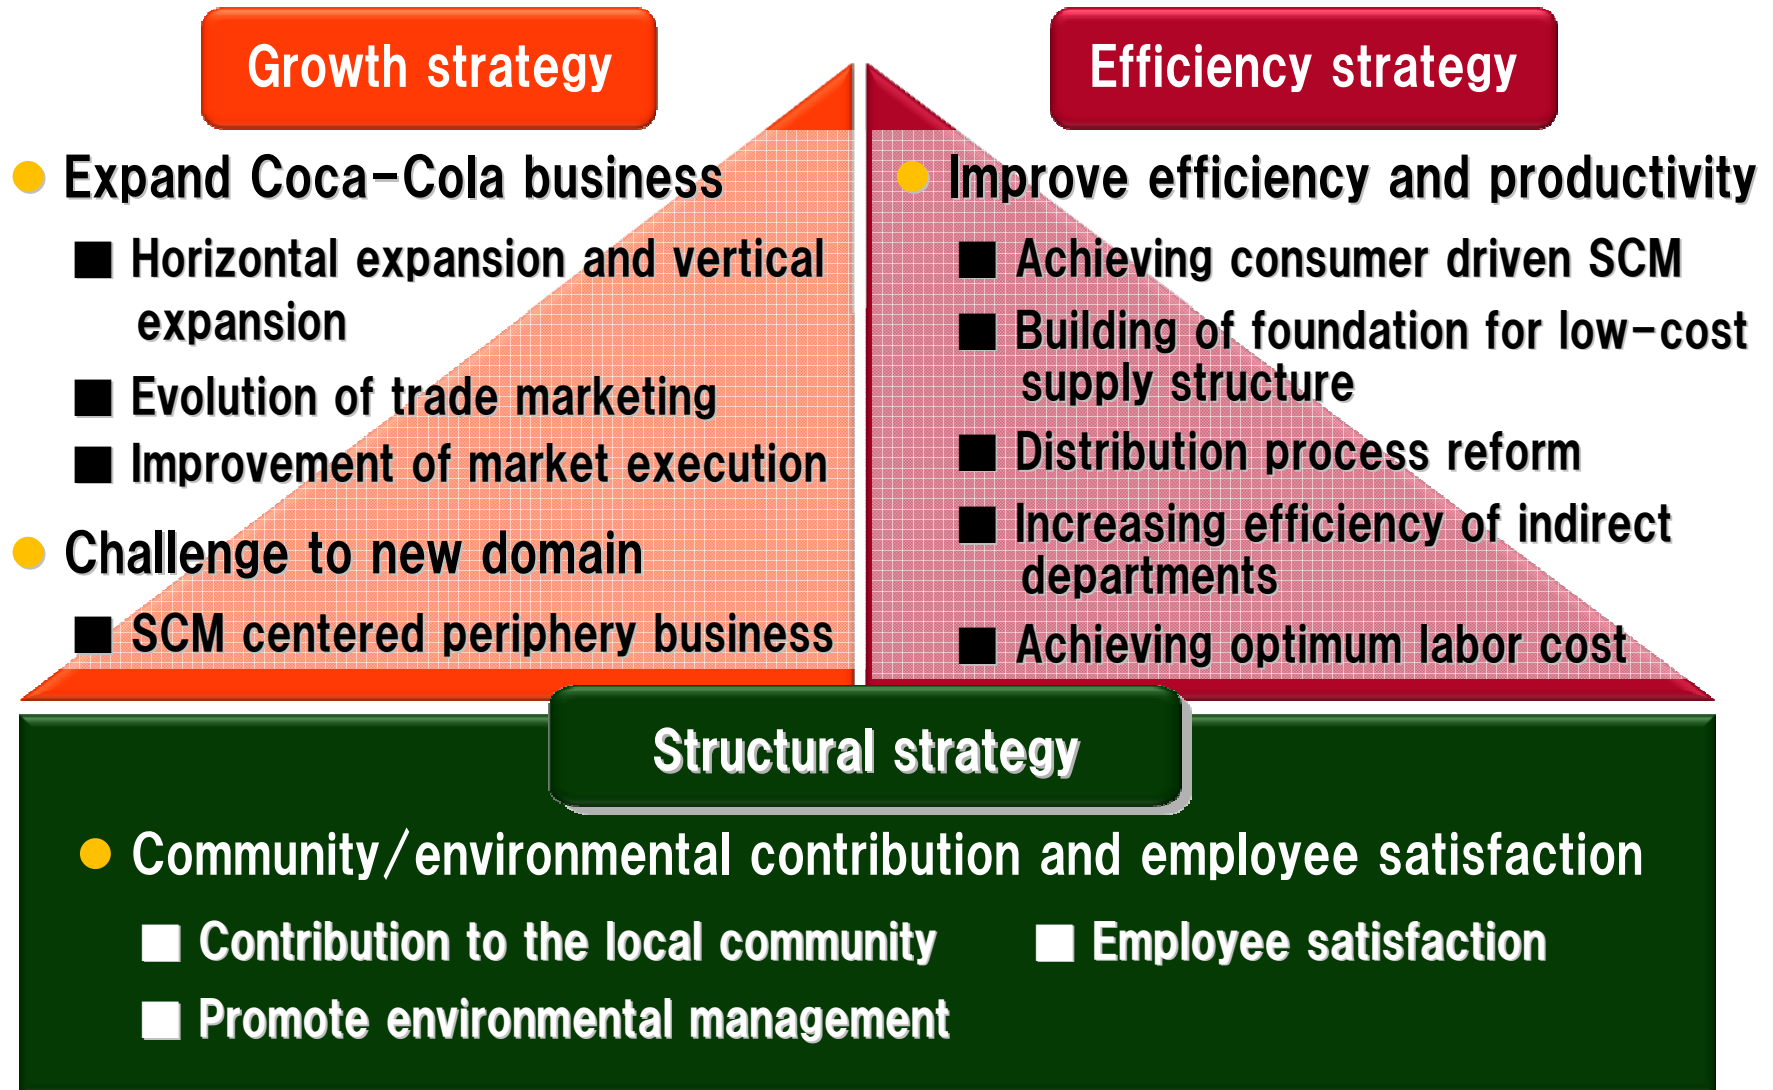 Growth strategy
Expand Coca-Cola business
Horizontal expansion and vertical
expansion
Evolution of trade marketing
Improvement of market execution
Challenge to new domain
SCM centered periphery business
Efficiency strategy
Improve efficiency and productivity
Achieving consumer driven SCM
Building of foundation for low-cost
supply structure
Distribution process reform
Increasing efficiency of indirect
departments
Achieving optimum labor cost
Structural strategy
Community/environmental contribution and employee satisfaction
Contribution to the local community
Employee satisfaction
Promote environmental management